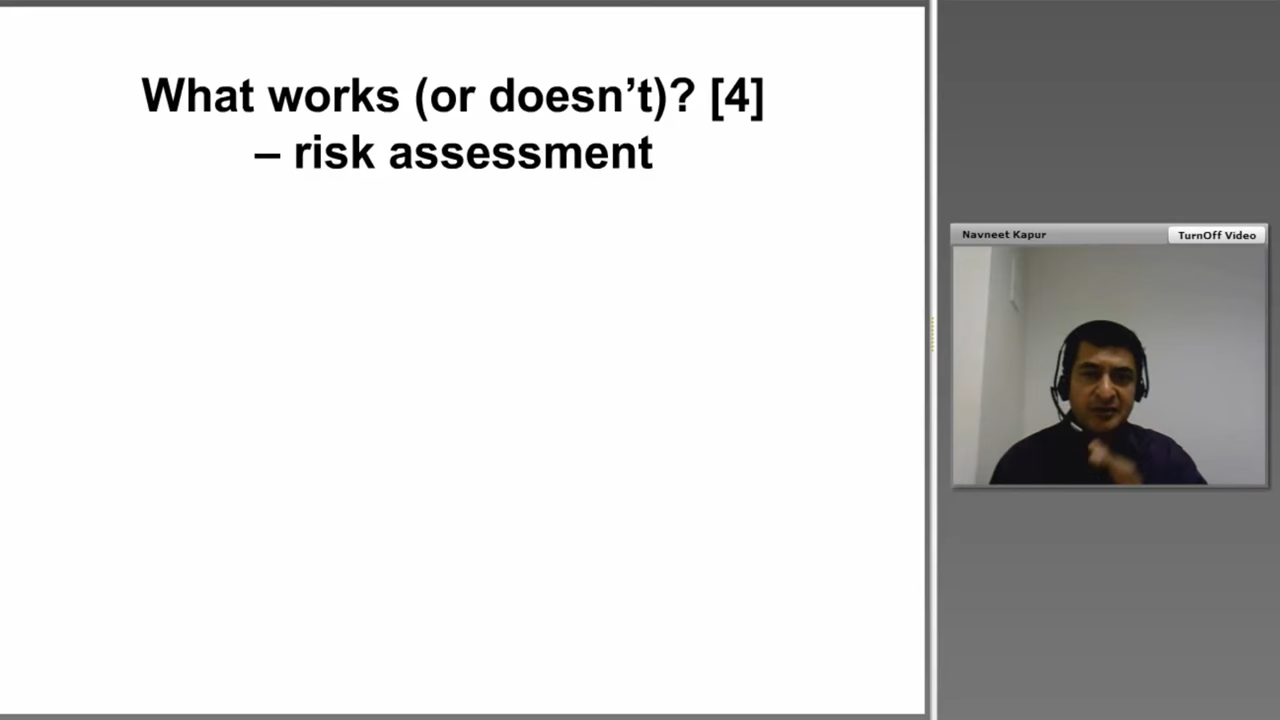 What works (or doesn't)? [4]
– risk assessment
Navneet Kapur
TurnOff Video